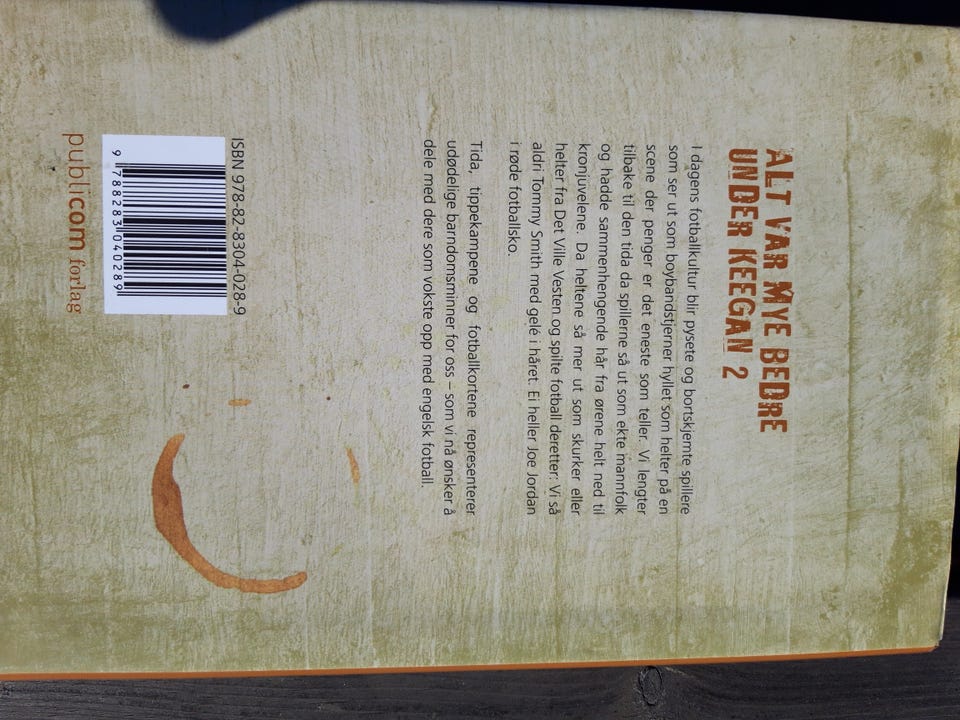 ALT VAR MYE BEDRE
UNDER KEEGAN 2
I dagens fotballkultur blir pysete og bortskjemte spillere
som ser ut som boybandstjerner hyllet som helter på en
scene der penger er det eneste som teller. Vi lengter
tilbake til den tida da spillerne så ut som ekte mannfolk
og hadde sammenhengende hår fra ørene helt ned til
kronjuvelene. Da heltene så mer ut som skurker eller
helter fra Det Ville Vesten og spilte fotball deretter: Vi så
aldri Tommy Smith med gelé i håret. Ei heller Joe Jordan
i røde fotballsko.
Tida, tippekampene og fotballkortene representerer
udødelige barndomsminner for oss – som vi nå ønsker å
dele med dere som vokste opp med engelsk fotball.
ISBN 978-82-8304-028-9
9 788283 040289
publicom forlag